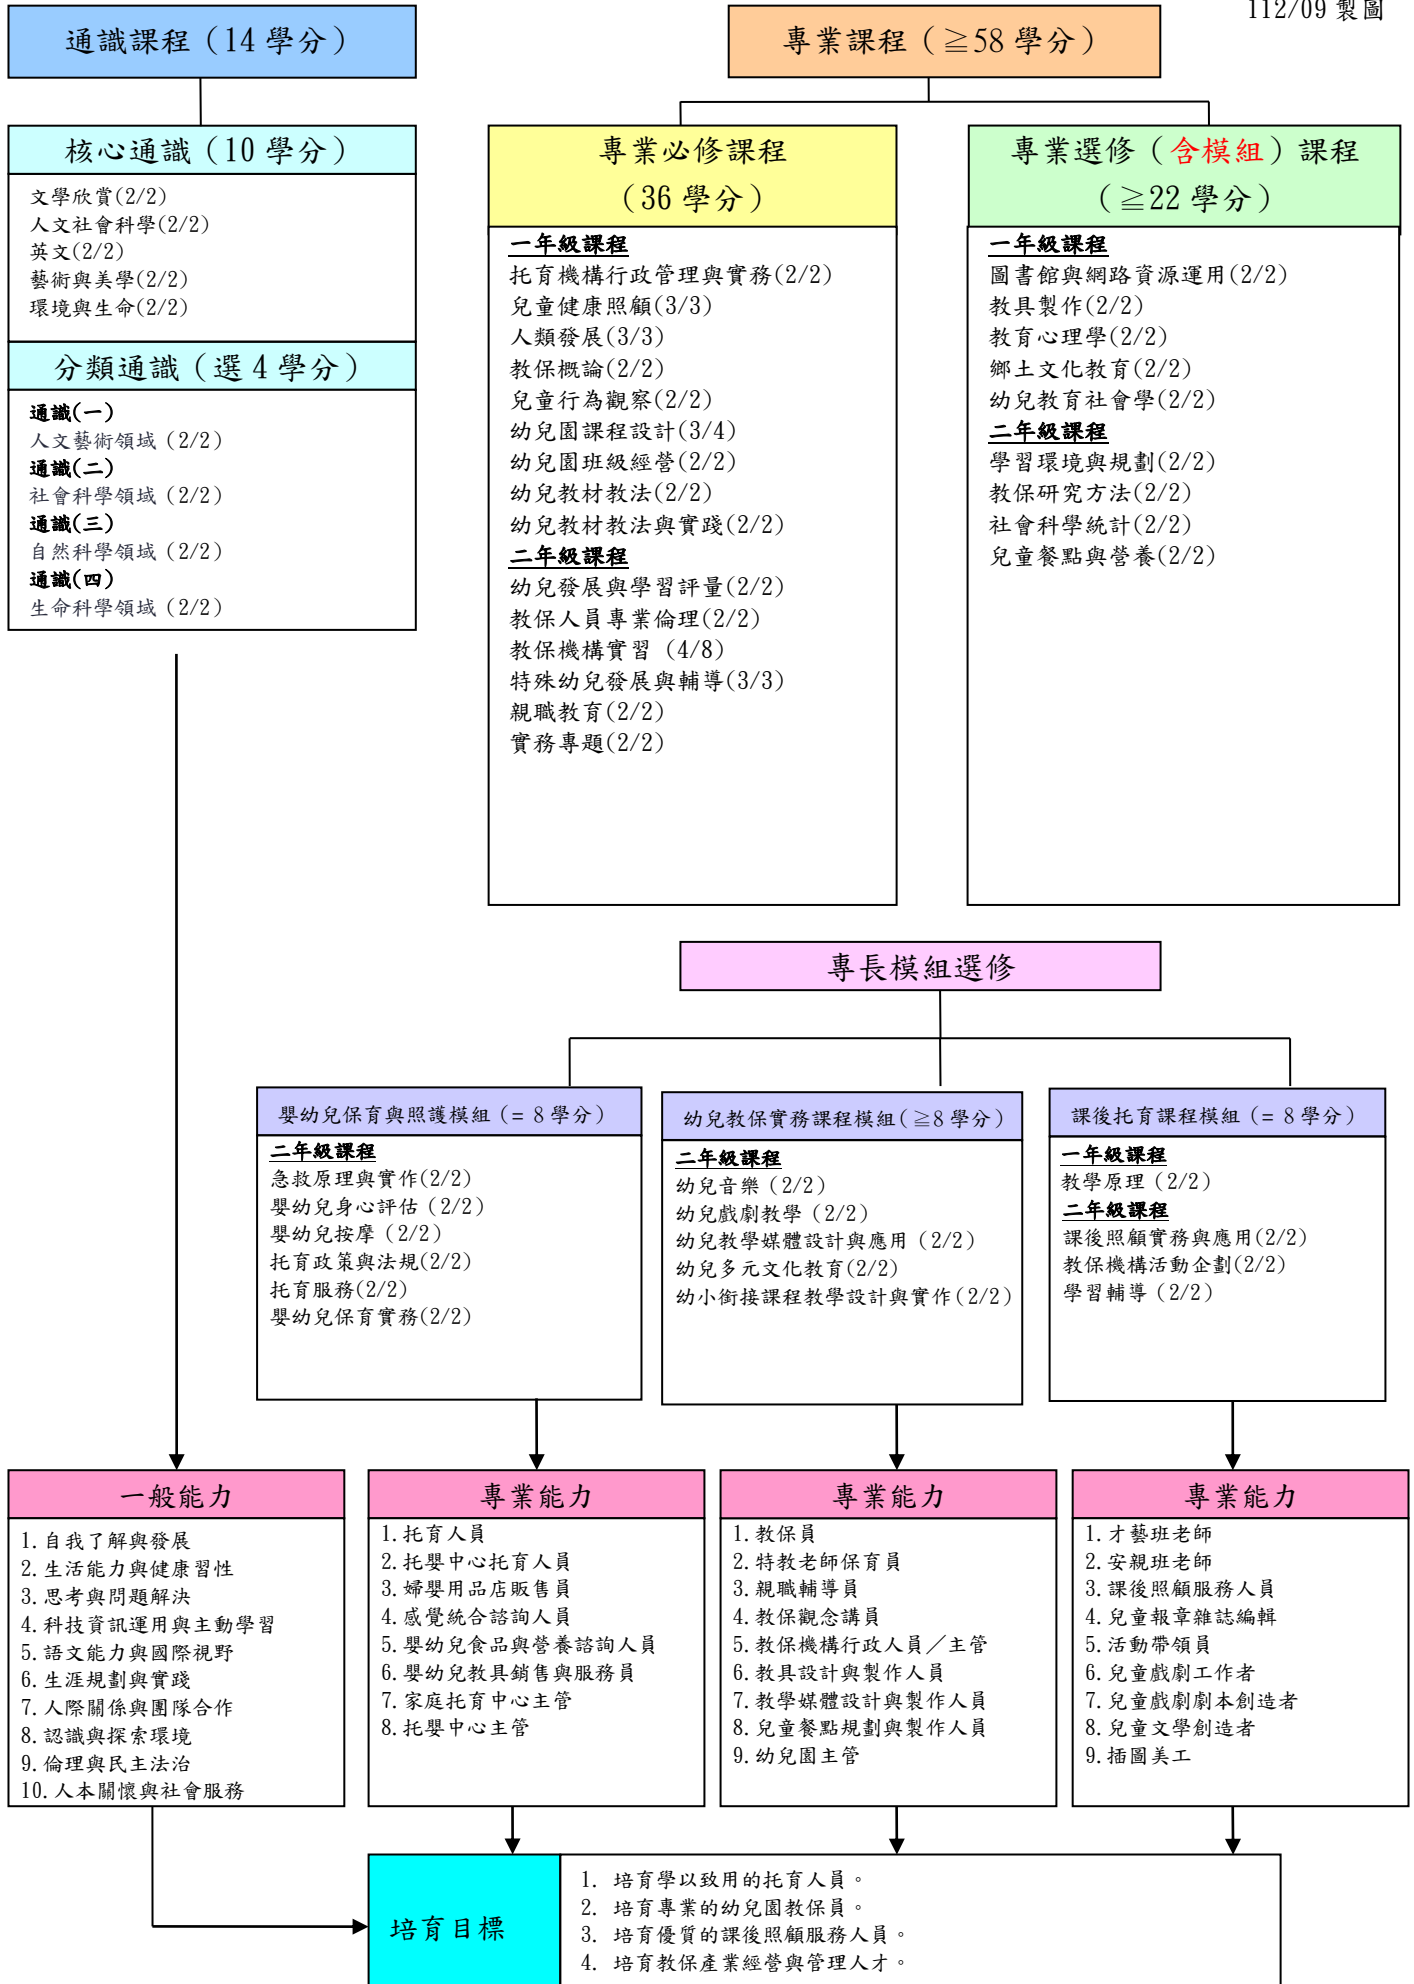 112/09 製圖
通識課程（14 學分）
專業課程（≧58 學分）
核心通識（10 學分）
文學欣賞(2/2)
人文社會科學(2/2)
英文(2/2)
藝術與美學(2/2)
環境與生命(2/2)
分類通識（選 4 學分）
通識(一)
人文藝術領域（2/2）
通識(二)
社會科學領域（2/2）
通識(三)
自然科學領域（2/2）
通識(四)
生命科學領域（2/2）
專業必修課程
（36 學分）
一年級課程
托育機構行政管理與實務(2/2)
兒童健康照顧(3/3)
人類發展(3/3)
教保概論(2/2)
兒童行為觀察(2/2)
幼兒園課程設計(3/4)
幼兒園班級經營(2/2)
幼兒教材教法(2/2)
幼兒教材教法與實踐(2/2)
二年級課程
幼兒發展與學習評量(2/2)
教保人員專業倫理(2/2)
教保機構實習（4/8）
特殊幼兒發展與輔導(3/3)
親職教育(2/2)
實務專題(2/2)
專業選修（含模組）課程
（≧22 學分）
一年級課程
圖書館與網路資源運用(2/2)
教具製作(2/2)
教育心理學(2/2)
鄉土文化教育(2/2)
幼兒教育社會學(2/2)
二年級課程
學習環境與規劃(2/2)
教保研究方法(2/2)
社會科學統計(2/2)
兒童餐點與營養(2/2)
專長模組選修
嬰幼兒保育與照護模組（= 8 學分）
二年級課程
急救原理與實作(2/2)
嬰幼兒身心評估（2/2）
嬰幼兒按摩（2/2）
托育政策與法規(2/2)
托育服務(2/2)
嬰幼兒保育實務(2/2)
幼兒教保實務課程模組(≧8 學分)
二年級課程
幼兒音樂（2/2）
幼兒戲劇教學（2/2）
幼兒教學媒體設計與應用（2/2）
幼兒多元文化教育(2/2)
幼小銜接課程教學設計與實作(2/2)
課後托育課程模組（= 8 學分）
一年級課程
教學原理（2/2）
二年級課程
課後照顧實務與應用(2/2)
教保機構活動企劃(2/2)
學習輔導（2/2）
一般能力
1.自我了解與發展
2.生活能力與健康習性
3.思考與問題解決
4.科技資訊運用與主動學習
5.語文能力與國際視野
6.生涯規劃與實踐
7.人際關係與團隊合作
8.認識與探索環境
9.倫理與民主法治
10.人本關懷與社會服務
專業能力
1.托育人員
2.托嬰中心托育人員
3.婦嬰用品店販售員
4.感覺統合諮詢人員
5.嬰幼兒食品與營養諮詢人員
6.嬰幼兒教具銷售與服務員
7.家庭托育中心主管
8.托嬰中心主管
專業能力
1.教保員
2.特教老師保育員
3.親職輔導員
4.教保觀念講員
5.教保機構行政人員／主管
6.教具設計與製作人員
7.教學媒體設計與製作人員
8.兒童餐點規劃與製作人員
9.幼兒園主管
專業能力
1.才藝班老師
2.安親班老師
3.課後照顧服務人員
4.兒童報章雜誌編輯
5.活動帶領員
6.兒童戲劇工作者
7.兒童戲劇劇本創造者
8.兒童文學創造者
9.插圖美工
培育目標
1. 培育學以致用的托育人員。
2. 培育專業的幼兒園教保員。
3. 培育優質的課後照顧服務人員。
4. 培育教保產業經營與管理人才。